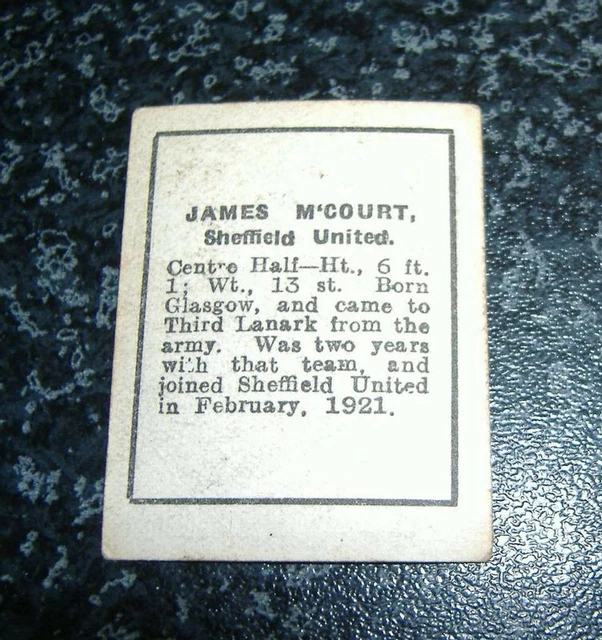 JAMES M'COURT,
Sheffield United.
Centre Half—Ht., 6 ft.
1; Wt., 13 st. Born
Glasgow, and came to
Third Lanark from the
army. Was two years
with that team, and
joined Sheffield United
in February, 1921.